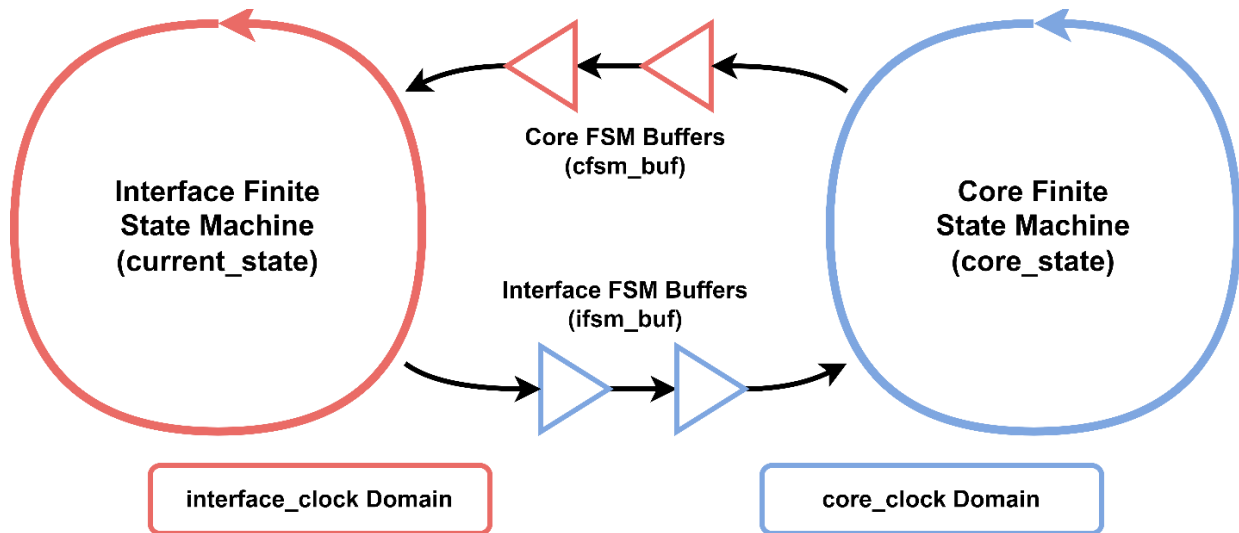 Core FSM Buffers
(cfsm_buf)
Interface Finite
State Machine
(current_state)
Core Finite
State Machine
(core_state)
Interface FSM Buffers
(ifsm_buf)
interface_clock Domain
core_clock Domain